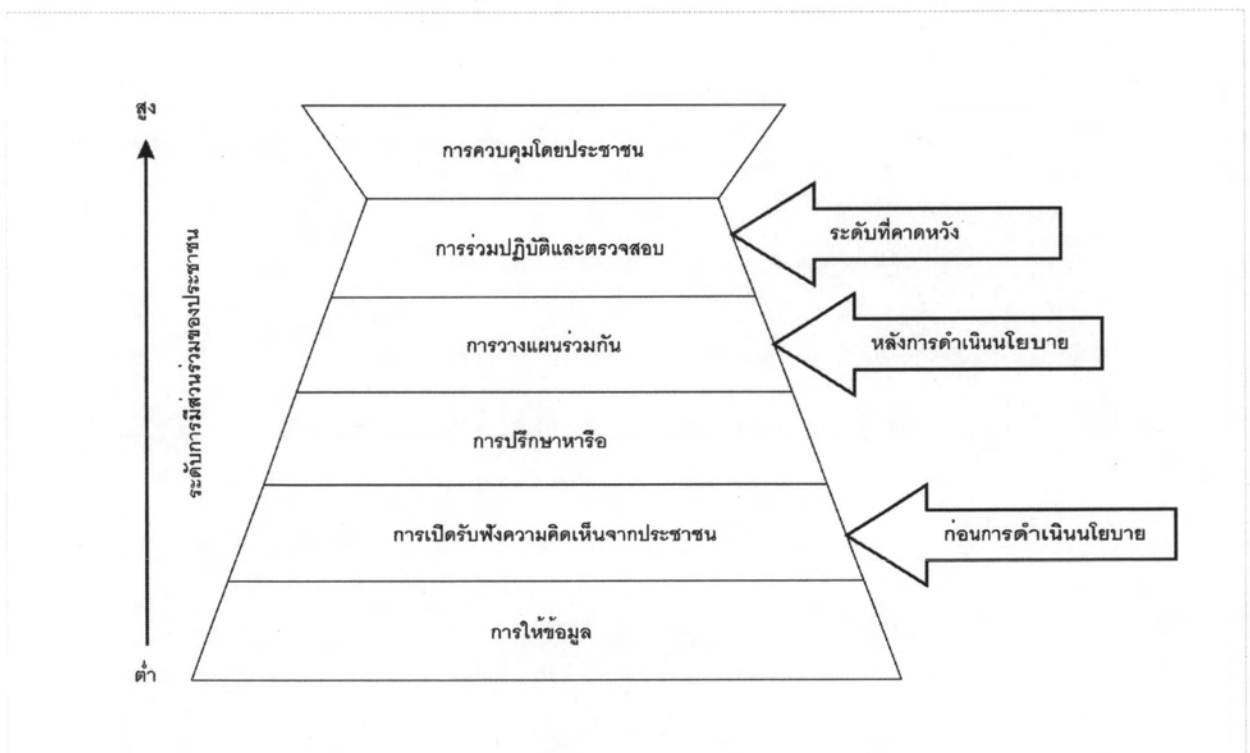 สูง
การควบคุมโดยประชาชน
การร่วมปฏิบัติและตรวจสอบ
ระดับที่คาดหวัง
ระดับการมีส่วนร่วมของประชาชน
การวางแผนร่วมกัน
หลังการดำเนินนโยบาย
การปรึกษาหารือ
การเปิดรับฟังความคิดเห็นจากประชาชน
ก่อนการดำเนินนโยบาย
การให้ข้อมูล
ต่ำ